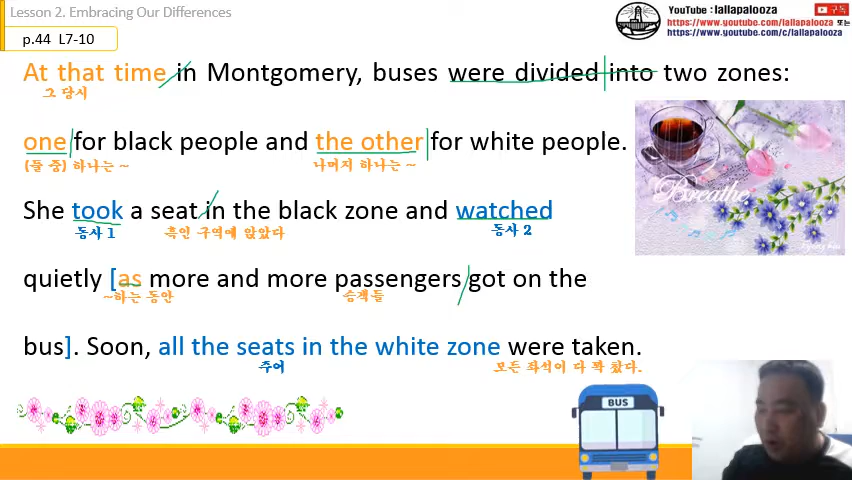 Lesson 2. Embracing Our Differences
p.44 L7-10
YouTube : lallapalooza
구독
https://www.youtube.com/lallapalooza 또는
https://www.youtube.com/c/lallapalooza
At that time in Montgomery, buses were divided into two zones:
그 당시
one for black people and the other for white people.
(둘 중) 하나는 ~ 나머지 하나는 ~
She took a seat in the black zone and watched
동사 1 흑인 구역에 앉았다 동사 2
quietly [as more and more passengers got on the
~하는 동안 승객들
bus]. Soon, all the seats in the white zone were taken.
주어 모든 좌석이 다 꽉 찼다.
Breathe
BUS